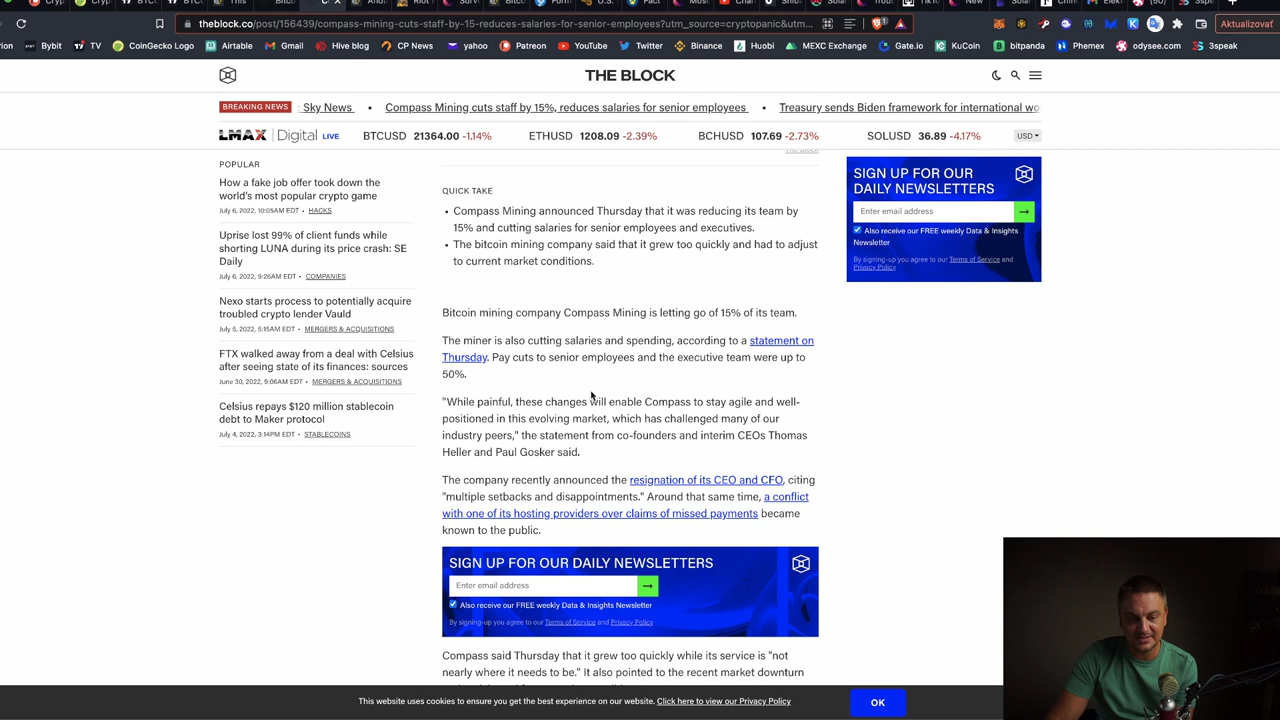 theblock.co/post/156439/compass-mining-cuts-staff-by-15-reduces-salaries-for-senior-employees?utm_source=cryptopanic&utm...
Aktualizovat
Bybit
TV
CoinGecko Logo
Airtable
Gmail
Hive blog
CP News
yahoo
Patreon
YouTube
Twitter
Binance
Huobi
MEXC Exchange
Gate.io
KuCoin
bitpanda
Phemex
odysee.com
3speak
THE BLOCK
BREAKING NEWS
: Sky News • Compass Mining cuts staff by 15%, reduces salaries for senior employees • Treasury sends Biden framework for international wo
LMAX Digital LIVE
BTCUSD 21364.00 -1.14%
ETHUSD 1208.09 -2.39%
BCHUSD 107.69 -2.73%
SOLUSD 36.89 -4.17%
USD
POPULAR
How a fake job offer took down the
world's most popular crypto game
July 6, 2022, 10:05AM EDT • HACKS
Uprise lost 99% of client funds while
shorting LUNA during its price crash: SE
Daily
July 6, 2022, 9:26AM EDT • COMPANIES
Nexo starts process to potentially acquire
troubled crypto lender Vauld
July 5, 2022, 5:15AM EDT • MERGERS & ACQUISITIONS
FTX walked away from a deal with Celsius
after seeing state of its finances: sources
June 30, 2022, 9:06AM EDT • MERGERS & ACQUISITIONS
Celsius repays $120 million stablecoin
debt to Maker protocol
July 4, 2022, 3:14PM EDT • STABLECOINS
QUICK TAKE
• Compass Mining announced Thursday that it was reducing its team by
15% and cutting salaries for senior employees and executives.
• The bitcoin mining company said that it grew too quickly and had to adjust
to current market conditions.
Bitcoin mining company Compass Mining is letting go of 15% of its team.
The miner is also cutting salaries and spending, according to a statement on
Thursday. Pay cuts to senior employees and the executive team were up to
50%.
"While painful, these changes will enable Compass to stay agile and well-
positioned in this evolving market, which has challenged many of our
industry peers," the statement from co-founders and interim CEOs Thomas
Heller and Paul Gosker said.
The company recently announced the resignation of its CEO and CFO, citing
"multiple setbacks and disappointments." Around that same time, a conflict
with one of its hosting providers over claims of missed payments became
known to the public.
SIGN UP FOR OUR DAILY NEWSLETTERS
Enter email address
Also receive our FREE weekly Data & Insights Newsletter
By signing-up you agree to our Terms of Service and Privacy Policy
Compass said Thursday that it grew too quickly while its service is "not
nearly where it needs to be." It also pointed to the recent market downturn
SIGN UP FOR OUR
DAILY NEWSLETTERS
Enter email address
Also receive our FREE weekly Data & Insights
Newsletter
By signing-up you agree to our Terms of Service and
Privacy Policy
This website uses cookies to ensure you get the best experience on our website. Click here to view our Privacy Policy
OK